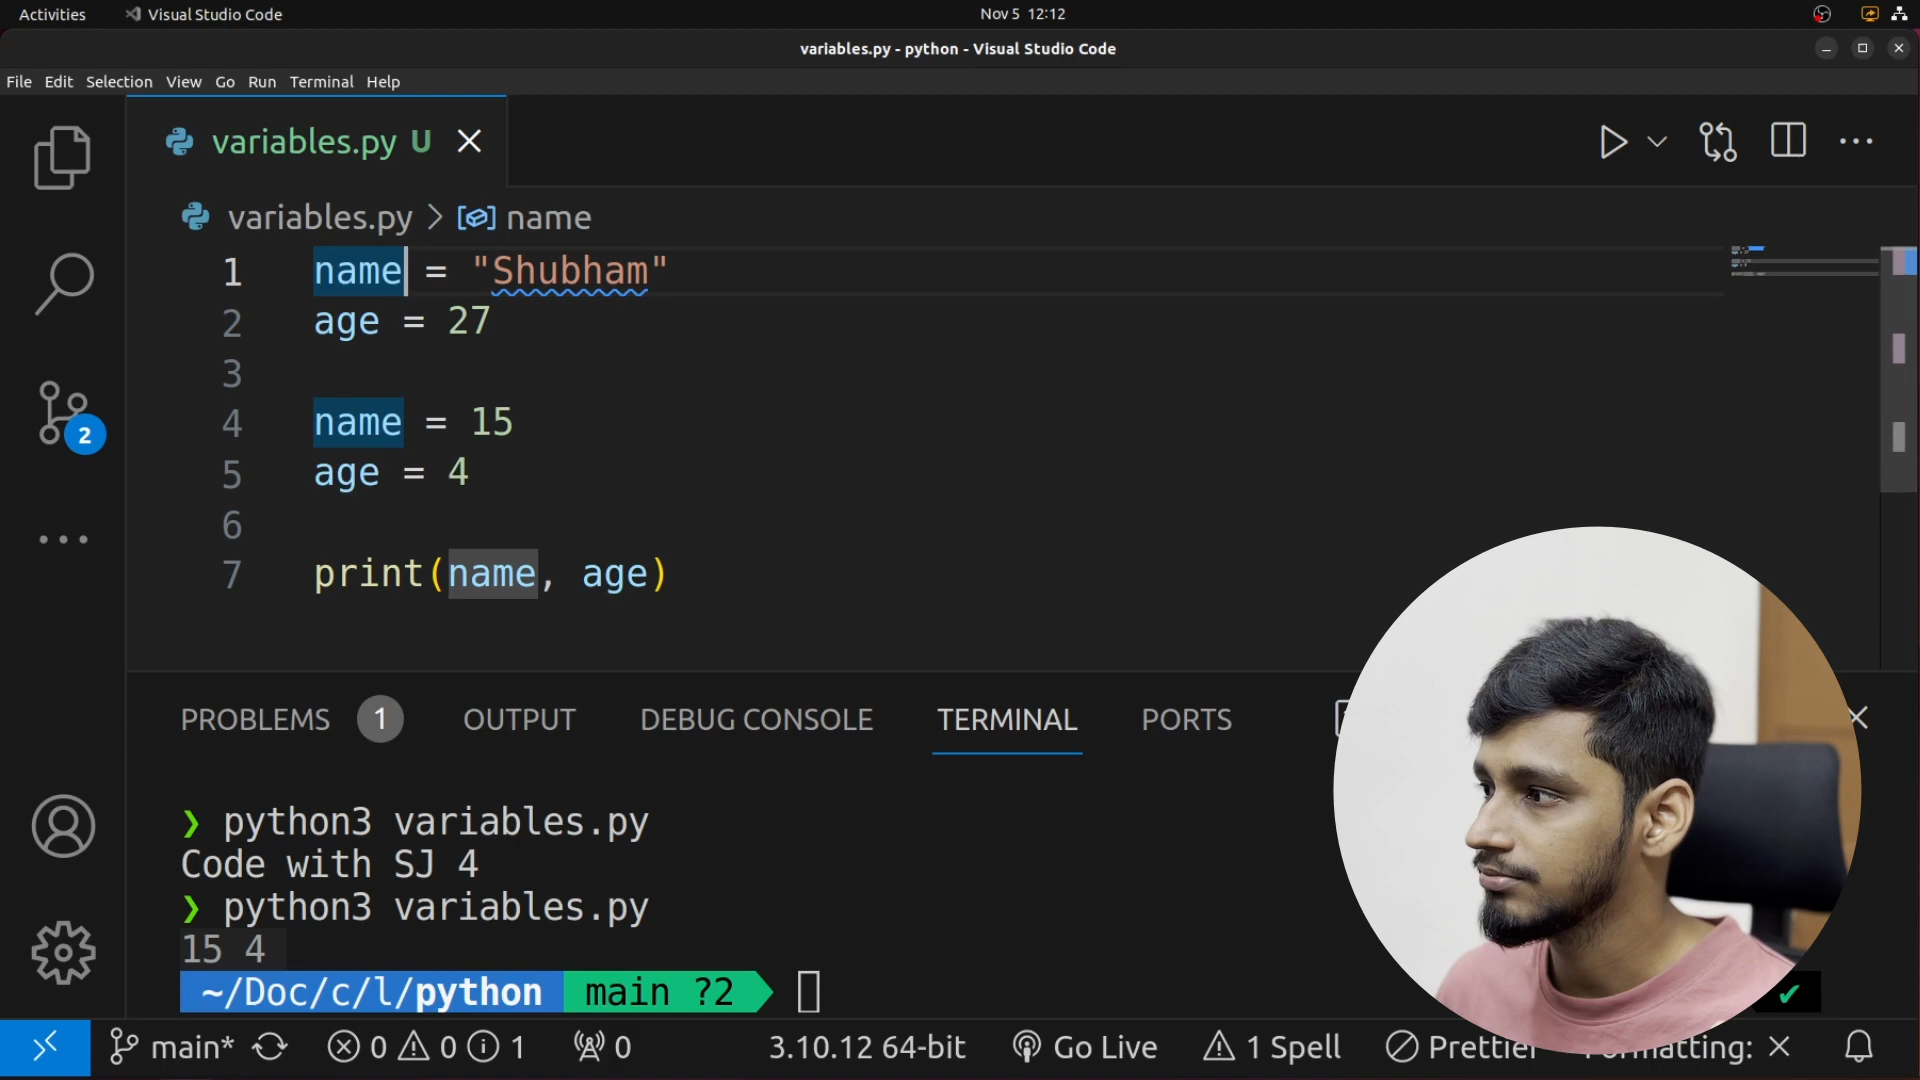 Activities Visual Studio Code Nov 5 12:12
variables.py - python - Visual Studio Code
File Edit Selection View Go Run Terminal Help
variables.py U
variables.py > name
1 name = "Shubham"
2 age = 27
3
4 name = 15
5 age = 4
6
7 print(name, age)
PROBLEMS 1 OUTPUT DEBUG CONSOLE TERMINAL PORTS
❯ python3 variables.py
Code with SJ 4
❯ python3 variables.py
15 4
~/Doc/c/l/python main ?2
2
main* 0 0 1 0 3.10.12 64-bit Go Live 1 Spell Prettier Formatting: